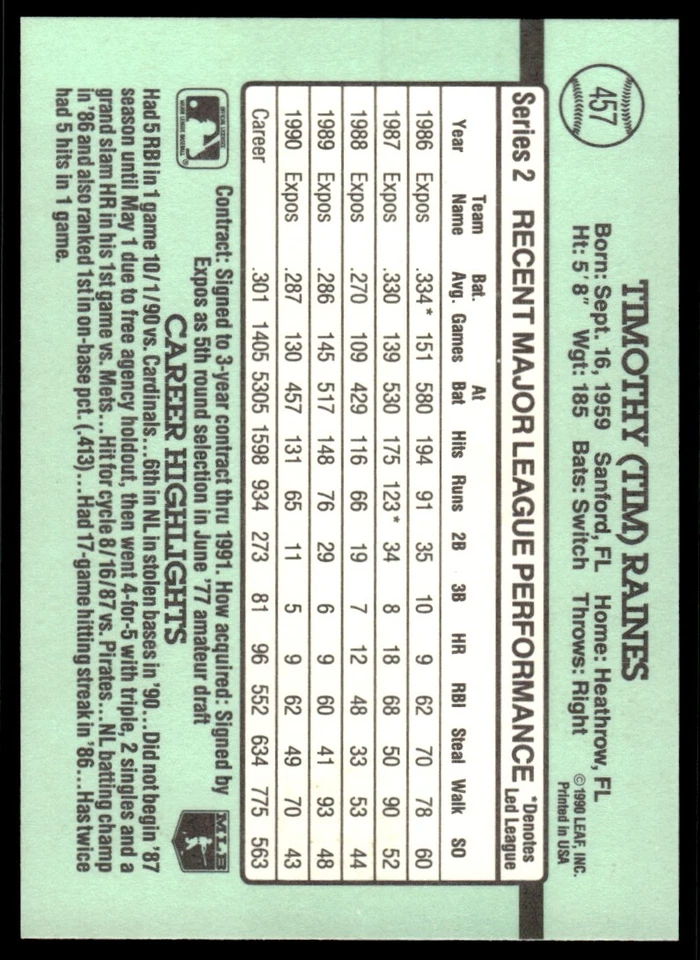 457
TIMOTHY (TIM) RAINES
Born: Sept. 16, 1959 Sanford, FL Home: Heathrow, FL
Ht: 5' 8" Wgt: 185 Bats: Switch Throws: Right
©1990 LEAF, INC.
Printed in USA
Series 2 RECENT MAJOR LEAGUE PERFORMANCE *Denotes Led League
Year Team Name Bat. Avg. Games At Bat Hits Runs 2B 3B HR RBI Steal Walk SO
1986 Expos .334* 151 580 194 91 35 10 9 62 70 78 60
1987 Expos .330 139 530 175 123* 34 8 18 68 50 90 52
1988 Expos .270 109 429 116 66 19 7 12 48 33 53 44
1989 Expos .286 145 517 148 76 29 6 9 60 41 93 48
1990 Expos .287 130 457 131 65 11 5 9 62 49 70 43
Career .301 1405 5305 1598 934 273 81 96 552 634 775 563
Contract: Signed to 3-year contract thru 1991. How acquired: Signed by
Expos as 5th round selection in June '77 amateur draft
MLB
CAREER HIGHLIGHTS
Had 5 RBI in 1 game 10/1/90 vs. Cardinals...6th in NL in stolen bases in '90...Did not begin '87
season until May 1 due to free agency holdout, then went 4-for-5 with triple, 2 singles and a
grand slam HR in his 1st game vs. Mets...Hit for cycle 8/16/87 vs. Pirates...NL batting champ
in '86 and also ranked 1st in on-base pct. (.413)...Had 17-game hitting streak in '86...Has twice
had 5 hits in 1 game.